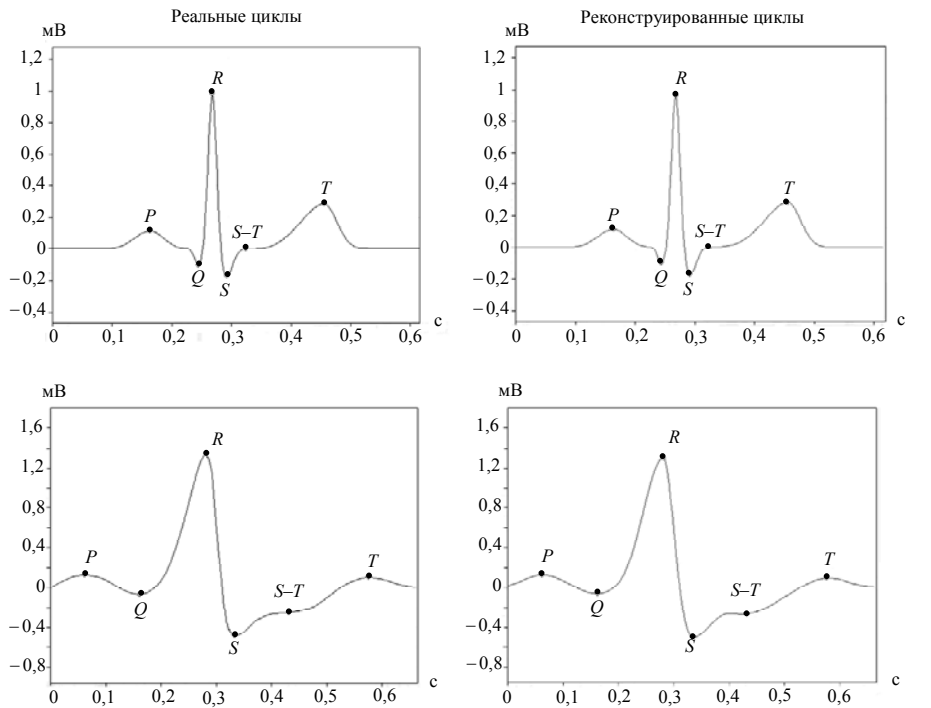 Реальные циклы
Реконструированные циклы
мВ
1,2
1
0,8
0,6
0,4
0,2
0
– 0,2
– 0,4
R
P
T
S–T
Q
S
0 0,1 0,2 0,3 0,4 0,5 0,6 с
мВ
1,2
1
0,8
0,6
0,4
0,2
0
– 0,2
– 0,4
R
P
T
S–T
Q
S
0 0,1 0,2 0,3 0,4 0,5 0,6 с
мВ
1,6
1,2
0,8
0,4
0
– 0,4
– 0,8
R
P
T
S–T
Q
S
0 0,1 0,2 0,3 0,4 0,5 0,6 с
мВ
1,6
1,2
0,8
0,4
0
– 0,4
– 0,8
R
P
T
S–T
Q
S
0 0,1 0,2 0,3 0,4 0,5 0,6 с